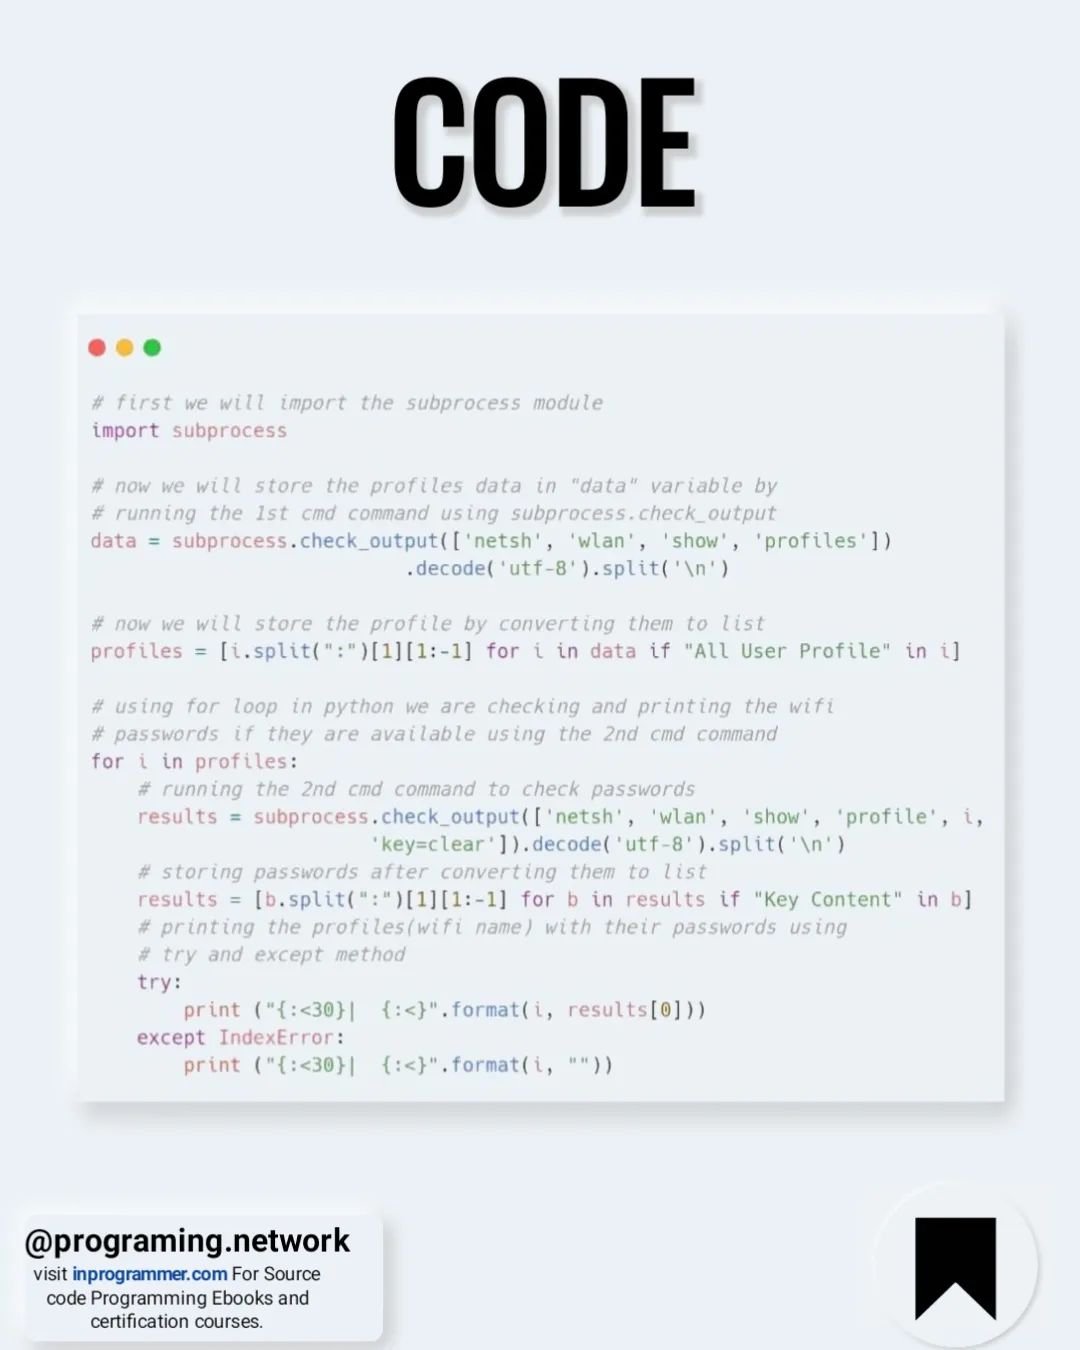 CODE
# first we will import the subprocess module
import subprocess
# now we will store the profiles data in "data" variable by
# running the 1st cmd command using subprocess.check_output
data = subprocess.check_output(['netsh', 'wlan', 'show', 'profiles'])
.decode('utf-8').split('\n')
# now we will store the profile by converting them to list
profiles = [i.split(":")[1][1:-1] for i in data if "All User Profile" in i]
# using for loop in python we are checking and printing the wifi
# passwords if they are available using the 2nd cmd command
for i in profiles:
    # running the 2nd cmd command to check passwords
    results = subprocess.check_output(['netsh', 'wlan', 'show', 'profile', i,
                        'key=clear']).decode('utf-8').split('\n')
    # storing passwords after converting them to list
    results = [b.split(":")[1][1:-1] for b in results if "Key Content" in b]
    # printing the profiles(wifi name) with their passwords using
    # try and except method
    try:
        print ("{:<30}|  {:<}".format(i, results[0]))
    except IndexError:
        print ("{:<30}|  {:<}".format(i, ""))
@programing.network
visit inprogrammer.com For Source
code Programming Ebooks and
certification courses.